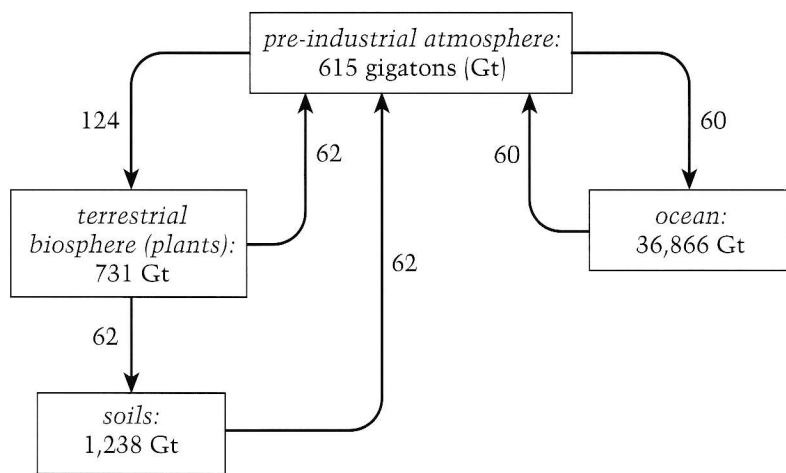 pre-industrial atmosphere:
615 gigatons (Gt)
124
62
60
60
terrestrial
biosphere (plants):
731 Gt
ocean:
36,866 Gt
62
62
soils:
1,238 Gt